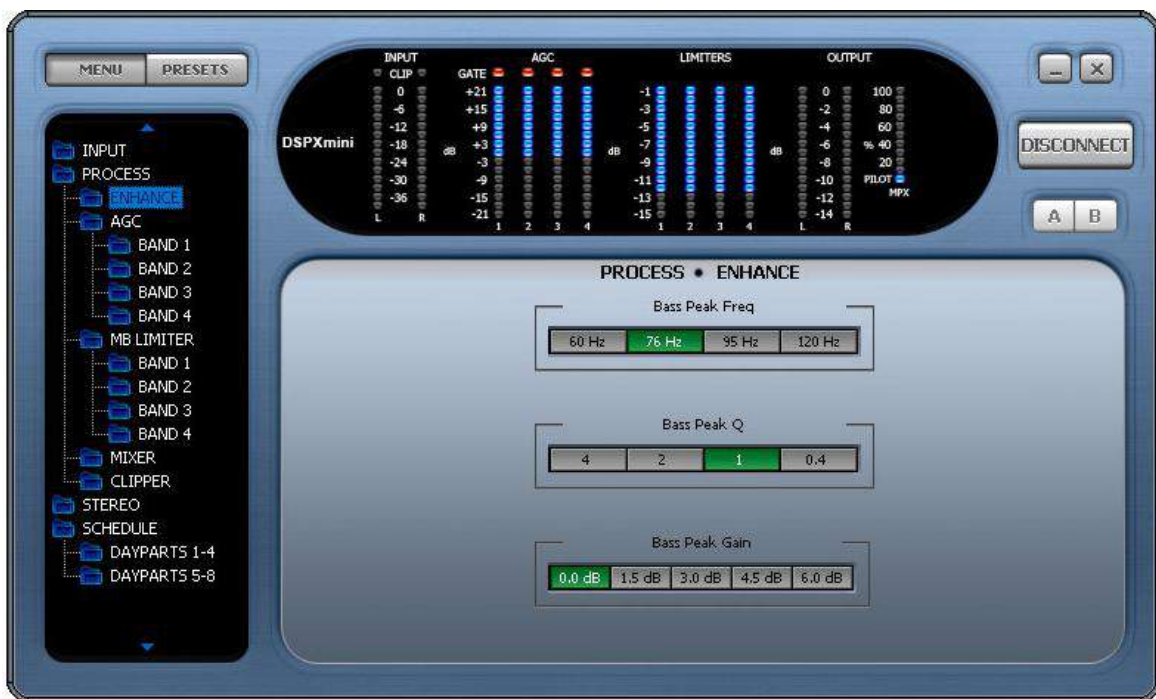 MENU PRESETS
INPUT
PROCESS
ENHANCE
AGC
BAND 1
BAND 2
BAND 3
BAND 4
MB LIMITER
BAND 1
BAND 2
BAND 3
BAND 4
MIXER
CLIPPER
STEREO
SCHEDULE
DAYPARTS 1-4
DAYPARTS 5-8
DSPXmini
INPUT
CLIP
0
-6
-12
-18
-24
-30
-36
L R
AGC
GATE
+21
+15
+9
dB +3
-3
-9
-15
-21
1 2 3 4
LIMITERS
-1
-3
-5
dB -7
-9
-11
-13
-15
1 2 3 4
OUTPUT
0
-2
-4
dB -6
-8
-10
-12
-14
L R
100
80
60
% 40
20
PILOT
MPX
DISCONNECT
A B
PROCESS • ENHANCE
Bass Peak Freq
60 Hz 76 Hz 95 Hz 120 Hz
Bass Peak Q
4 2 1 0.4
Bass Peak Gain
0.0 dB 1.5 dB 3.0 dB 4.5 dB 6.0 dB